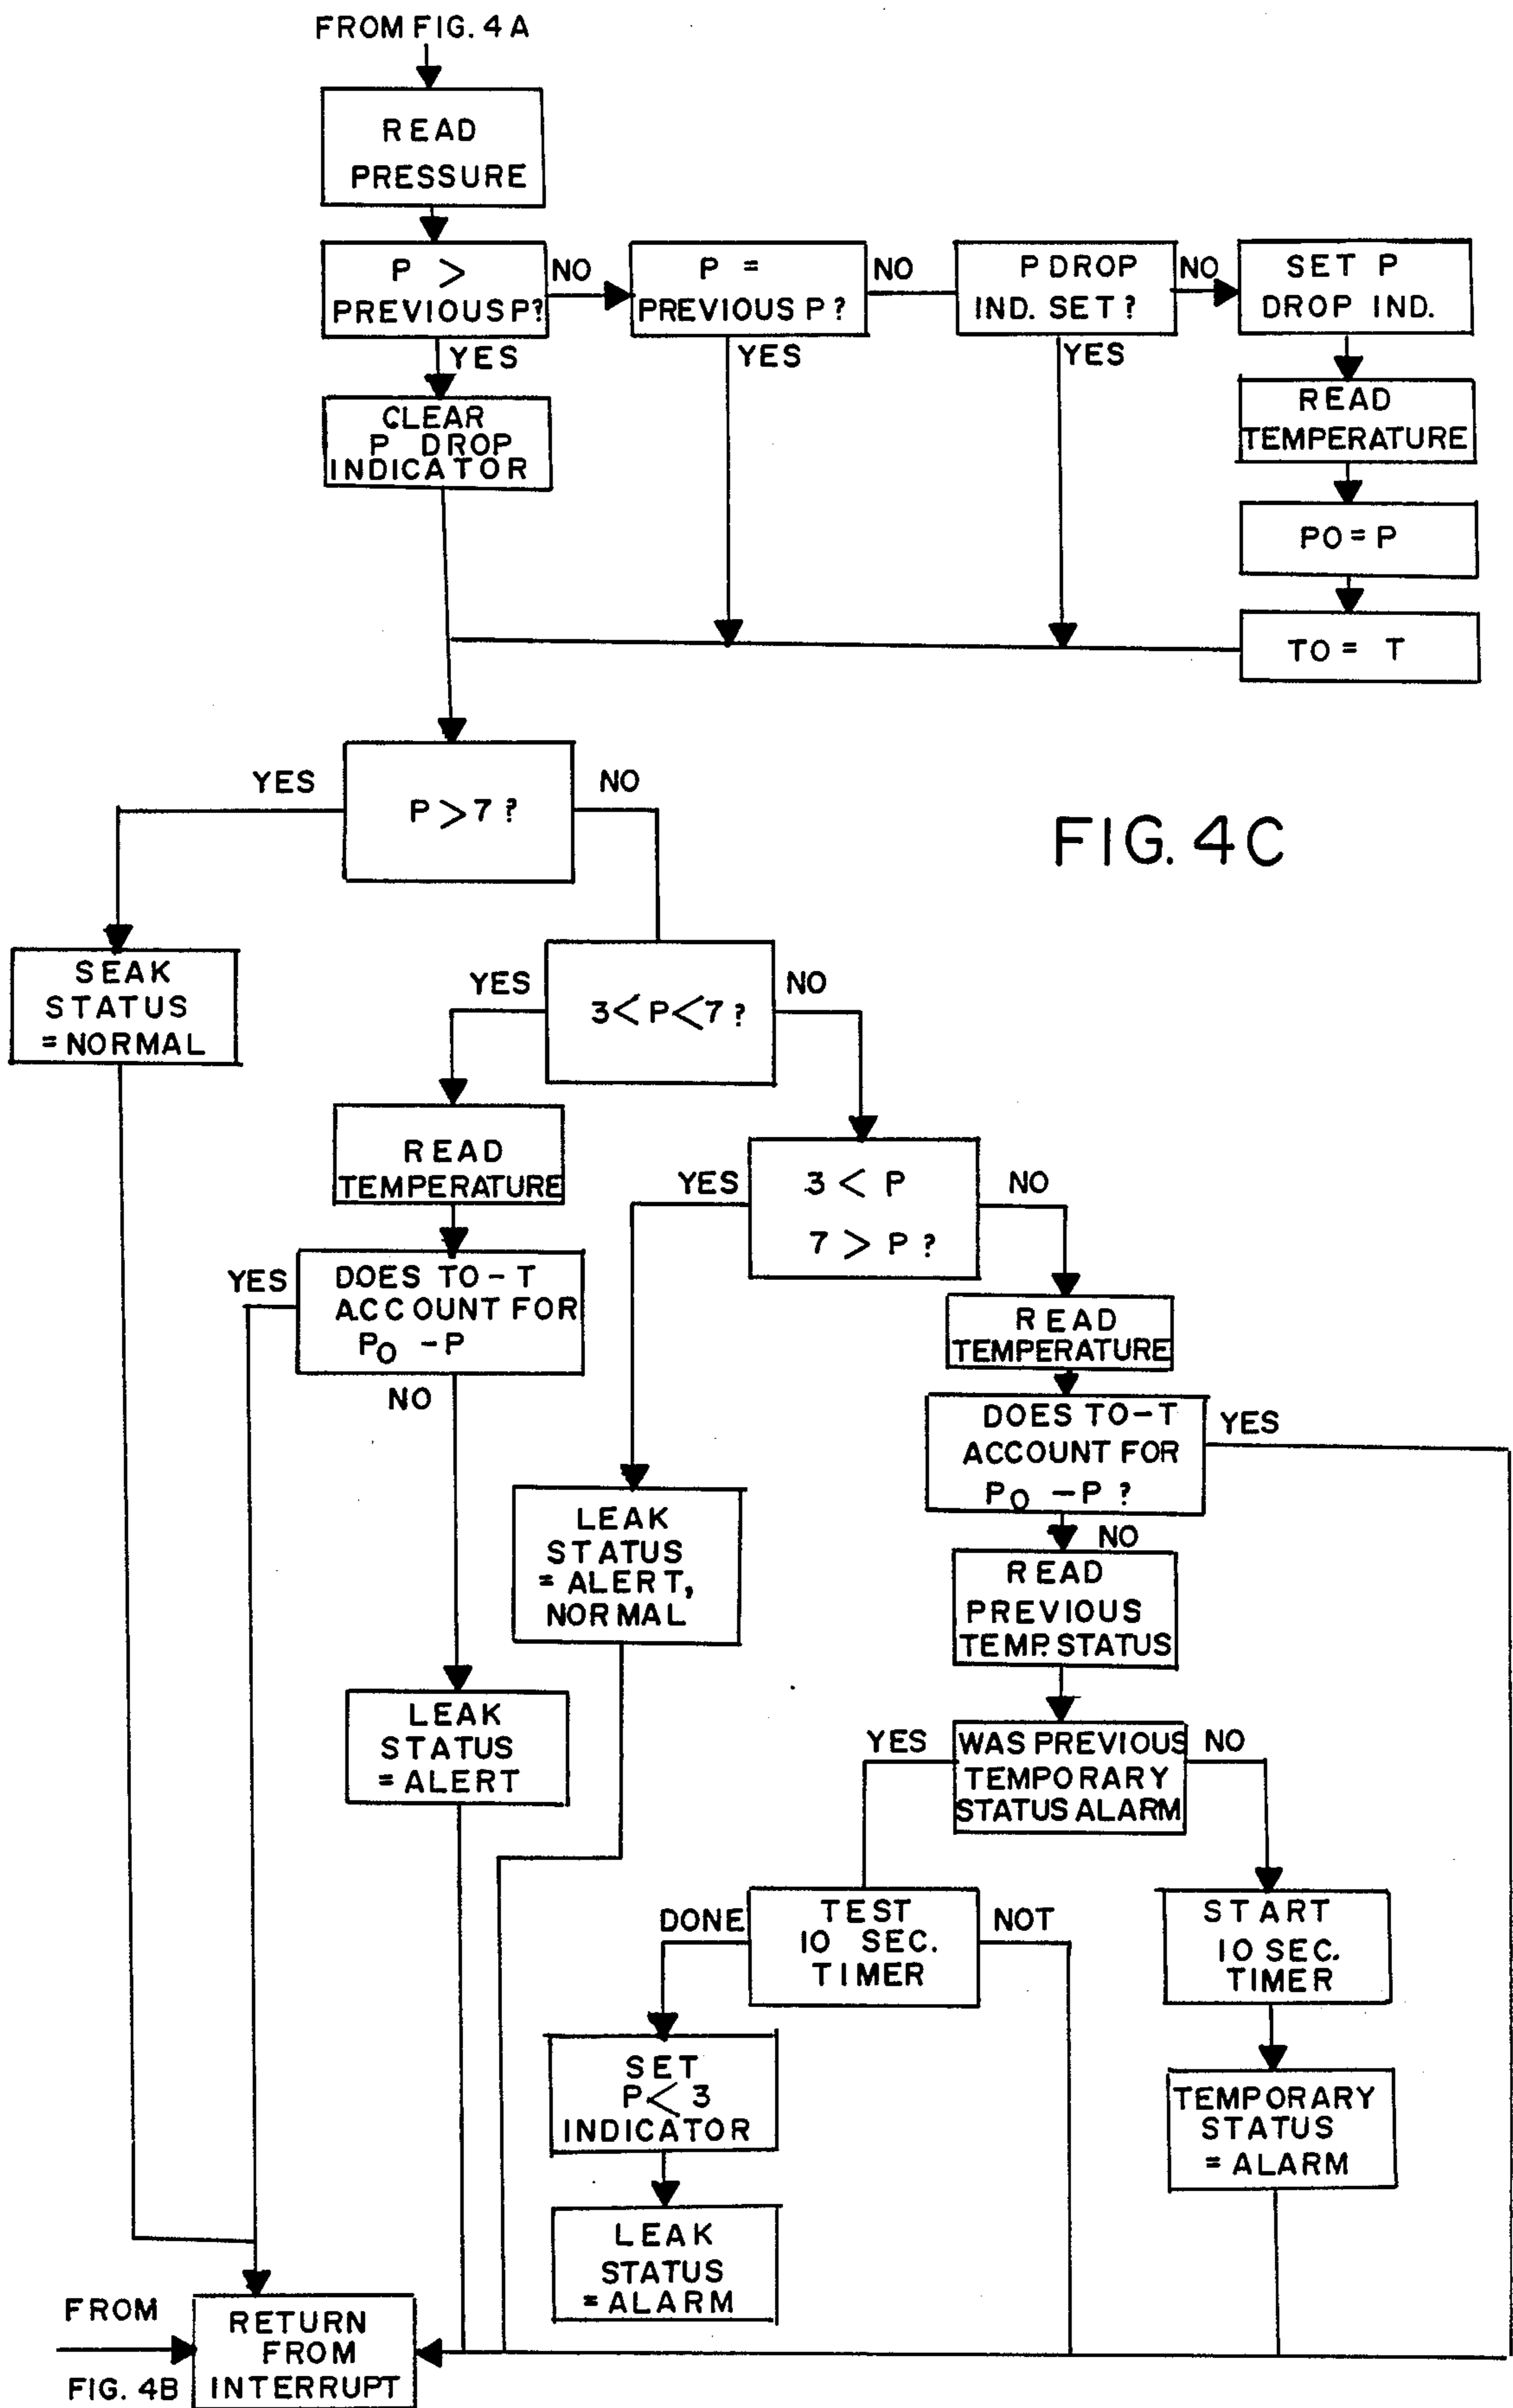 FROM FIG. 4A
READ
PRESSURE
P >
PREVIOUS P?
NO
P =
PREVIOUS P?
NO
P DROP
IND. SET?
NO
SET P
DROP IND.
YES
YES
YES
CLEAR
P DROP
INDICATOR
READ
TEMPERATURE
PO = P
TO = T
YES
P > 7 ?
NO
FIG. 4C
SEAK
STATUS
= NORMAL
YES
3 < P < 7 ?
NO
READ
TEMPERATURE
YES
3 < P
7 > P ?
NO
YES
DOES TO - T
ACCOUNT FOR
PO - P
NO
READ
TEMPERATURE
DOES TO - T
ACCOUNT FOR
PO - P ?
YES
NO
LEAK
STATUS
= ALERT,
NORMAL
READ
PREVIOUS
TEMP. STATUS
LEAK
STATUS
= ALERT
YES
WAS PREVIOUS
TEMPORARY
STATUS ALARM
NO
DONE
TEST
10 SEC.
TIMER
NOT
START
10 SEC.
TIMER
SET
P < 3
INDICATOR
TEMPORARY
STATUS
= ALARM
LEAK
STATUS
= ALARM
FROM
FIG. 4B
RETURN
FROM
INTERRUPT